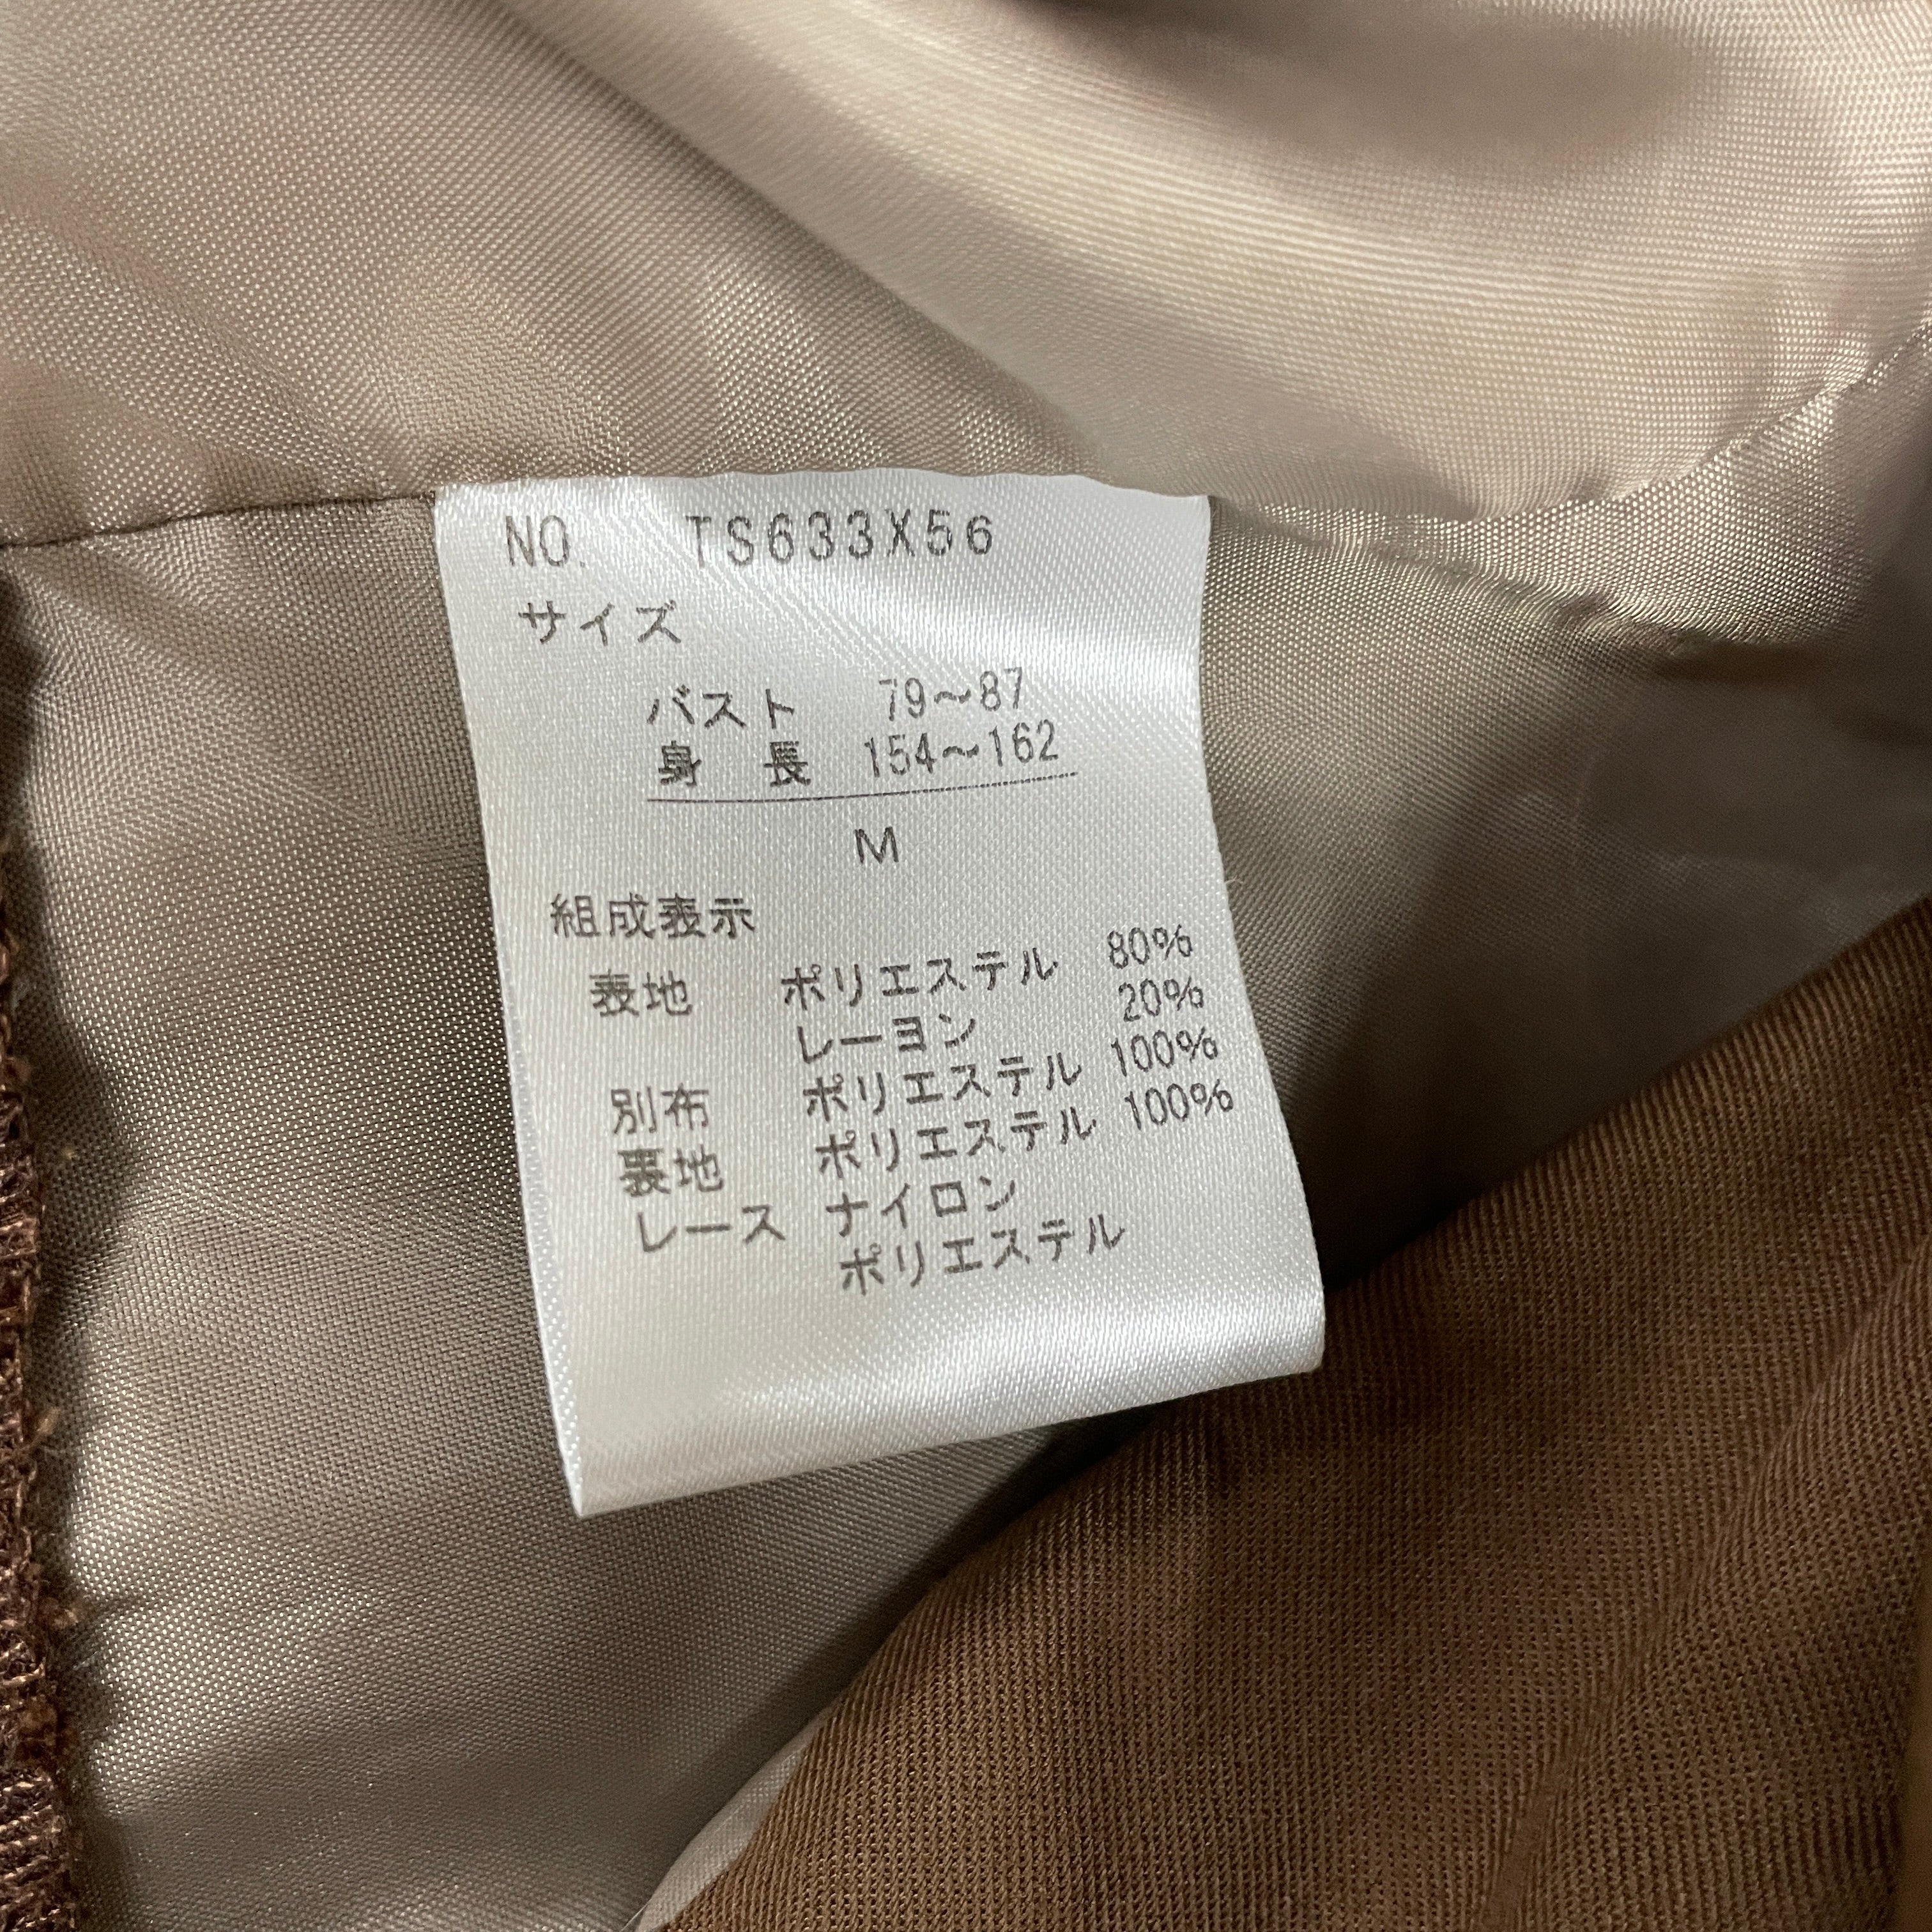 NO. TS633X56
サイズ
バスト 79～87
身 長 154～162
M
組成表示
表地 ポリエステル 80%
レーヨン 20%
別布 ポリエステル 100%
裏地 ポリエステル 100%
レース ナイロン
ポリエステル